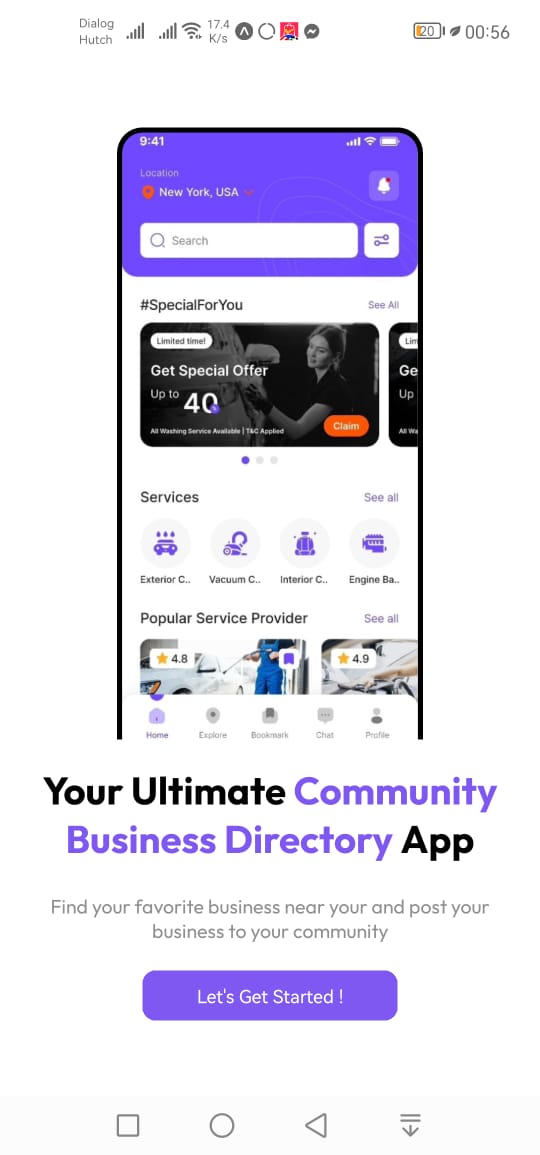 Dialog
Hutch
17.4
K/s
20
00:56
9:41
Location
New York, USA
Search
#SpecialForYou
See All
Limited time!
Get Special Offer
Up to 40
All Washing Service Available | T&C Applied
Claim
Lim
Ge
Up
All Wa
Services
See all
Exterior C..
Vacuum C..
Interior C..
Engine Ba..
Popular Service Provider
See all
4.8
4.9
Home
Explore
Bookmark
Chat
Profile
Your Ultimate Community
Business Directory App
Find your favorite business near your and post your
business to your community
Let's Get Started !